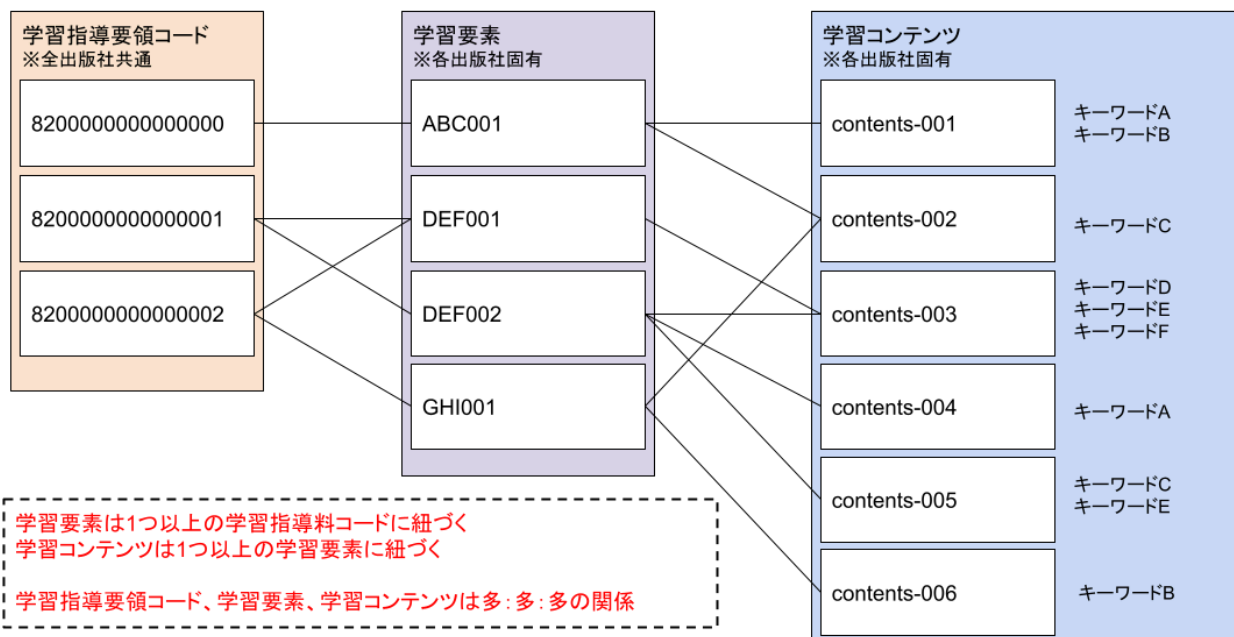 学習指導要領コード
※全出版社共通
8200000000000000
8200000000000001
8200000000000002
学習要素
※各出版社固有
ABC001
DEF001
DEF002
GHI001
学習コンテンツ
※各出版社固有
contents-001
キーワードA
キーワードB
contents-002
キーワードC
contents-003
キーワードD
キーワードE
キーワードF
contents-004
キーワードA
contents-005
キーワードC
キーワードE
contents-006
キーワードB
学習要素は1つ以上の学習指導料コードに紐づく
学習コンテンツは1つ以上の学習要素に紐づく
学習指導要領コード、学習要素、学習コンテンツは多:多:多の関係